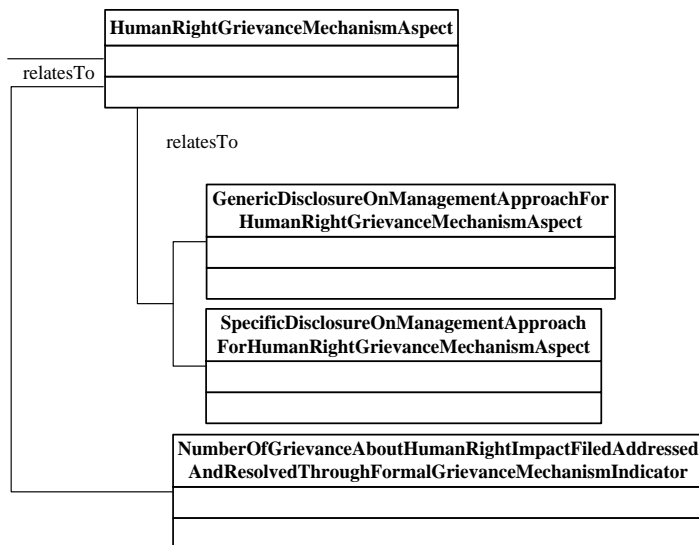 HumanRightGrievanceMechanismAspect
relatesTo
relatesTo
GenericDisclosureOnManagementApproachFor
HumanRightGrievanceMechanismAspect
SpecificDisclosureOnManagementApproach
ForHumanRightGrievanceMechanismAspect
NumberOfGrievanceAboutHumanRightImpactFiledAddressed
AndResolvedThroughFormalGrievanceMechanismIndicator